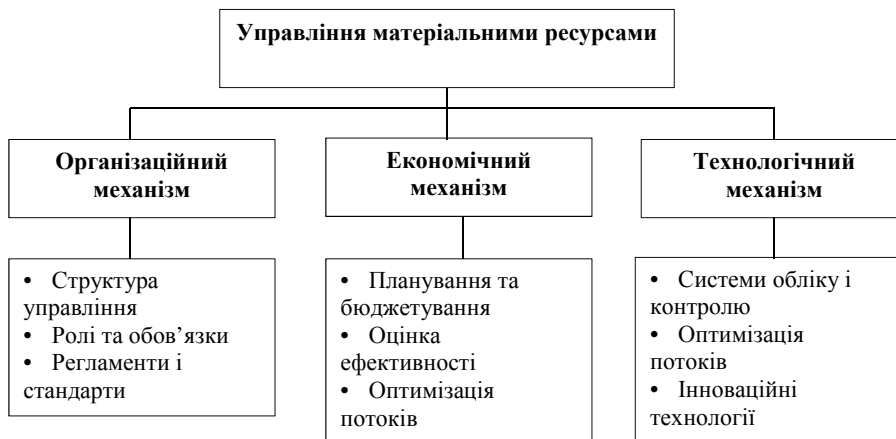 Управління матеріальними ресурсами
Організаційний
механізм
Економічний
механізм
Технологічний
механізм
• Структура
управління
• Ролі та обов’язки
• Регламенти і
стандарти
• Планування та
бюджетування
• Оцінка
ефективності
• Оптимізація
потоків
• Системи обліку і
контролю
• Оптимізація
потоків
• Інноваційні
технології